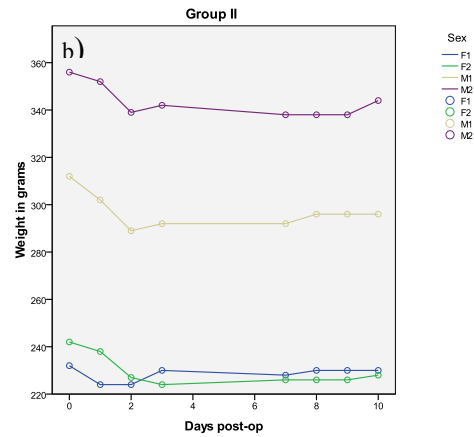 Group II
b)
Weight in grams
360
340
320
300
280
260
240
220
0 2 4 6 8 10
Days post-op
Sex
F1
F2
M1
M2
F1
F2
M1
M2